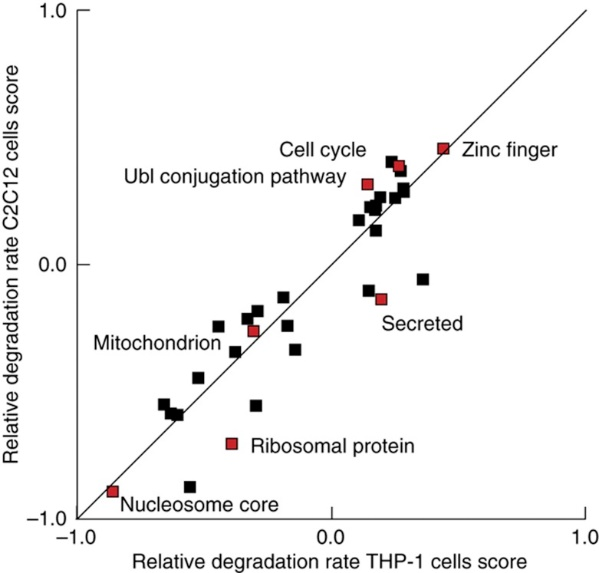 1.0
Relative degradation rate C2C12 cells score
Cell cycle
Zinc finger
Ubl conjugation pathway
0.0
Secreted
Mitochondrion
Ribosomal protein
Nucleosome core
−1.0
−1.0
0.0
1.0
Relative degradation rate THP-1 cells score